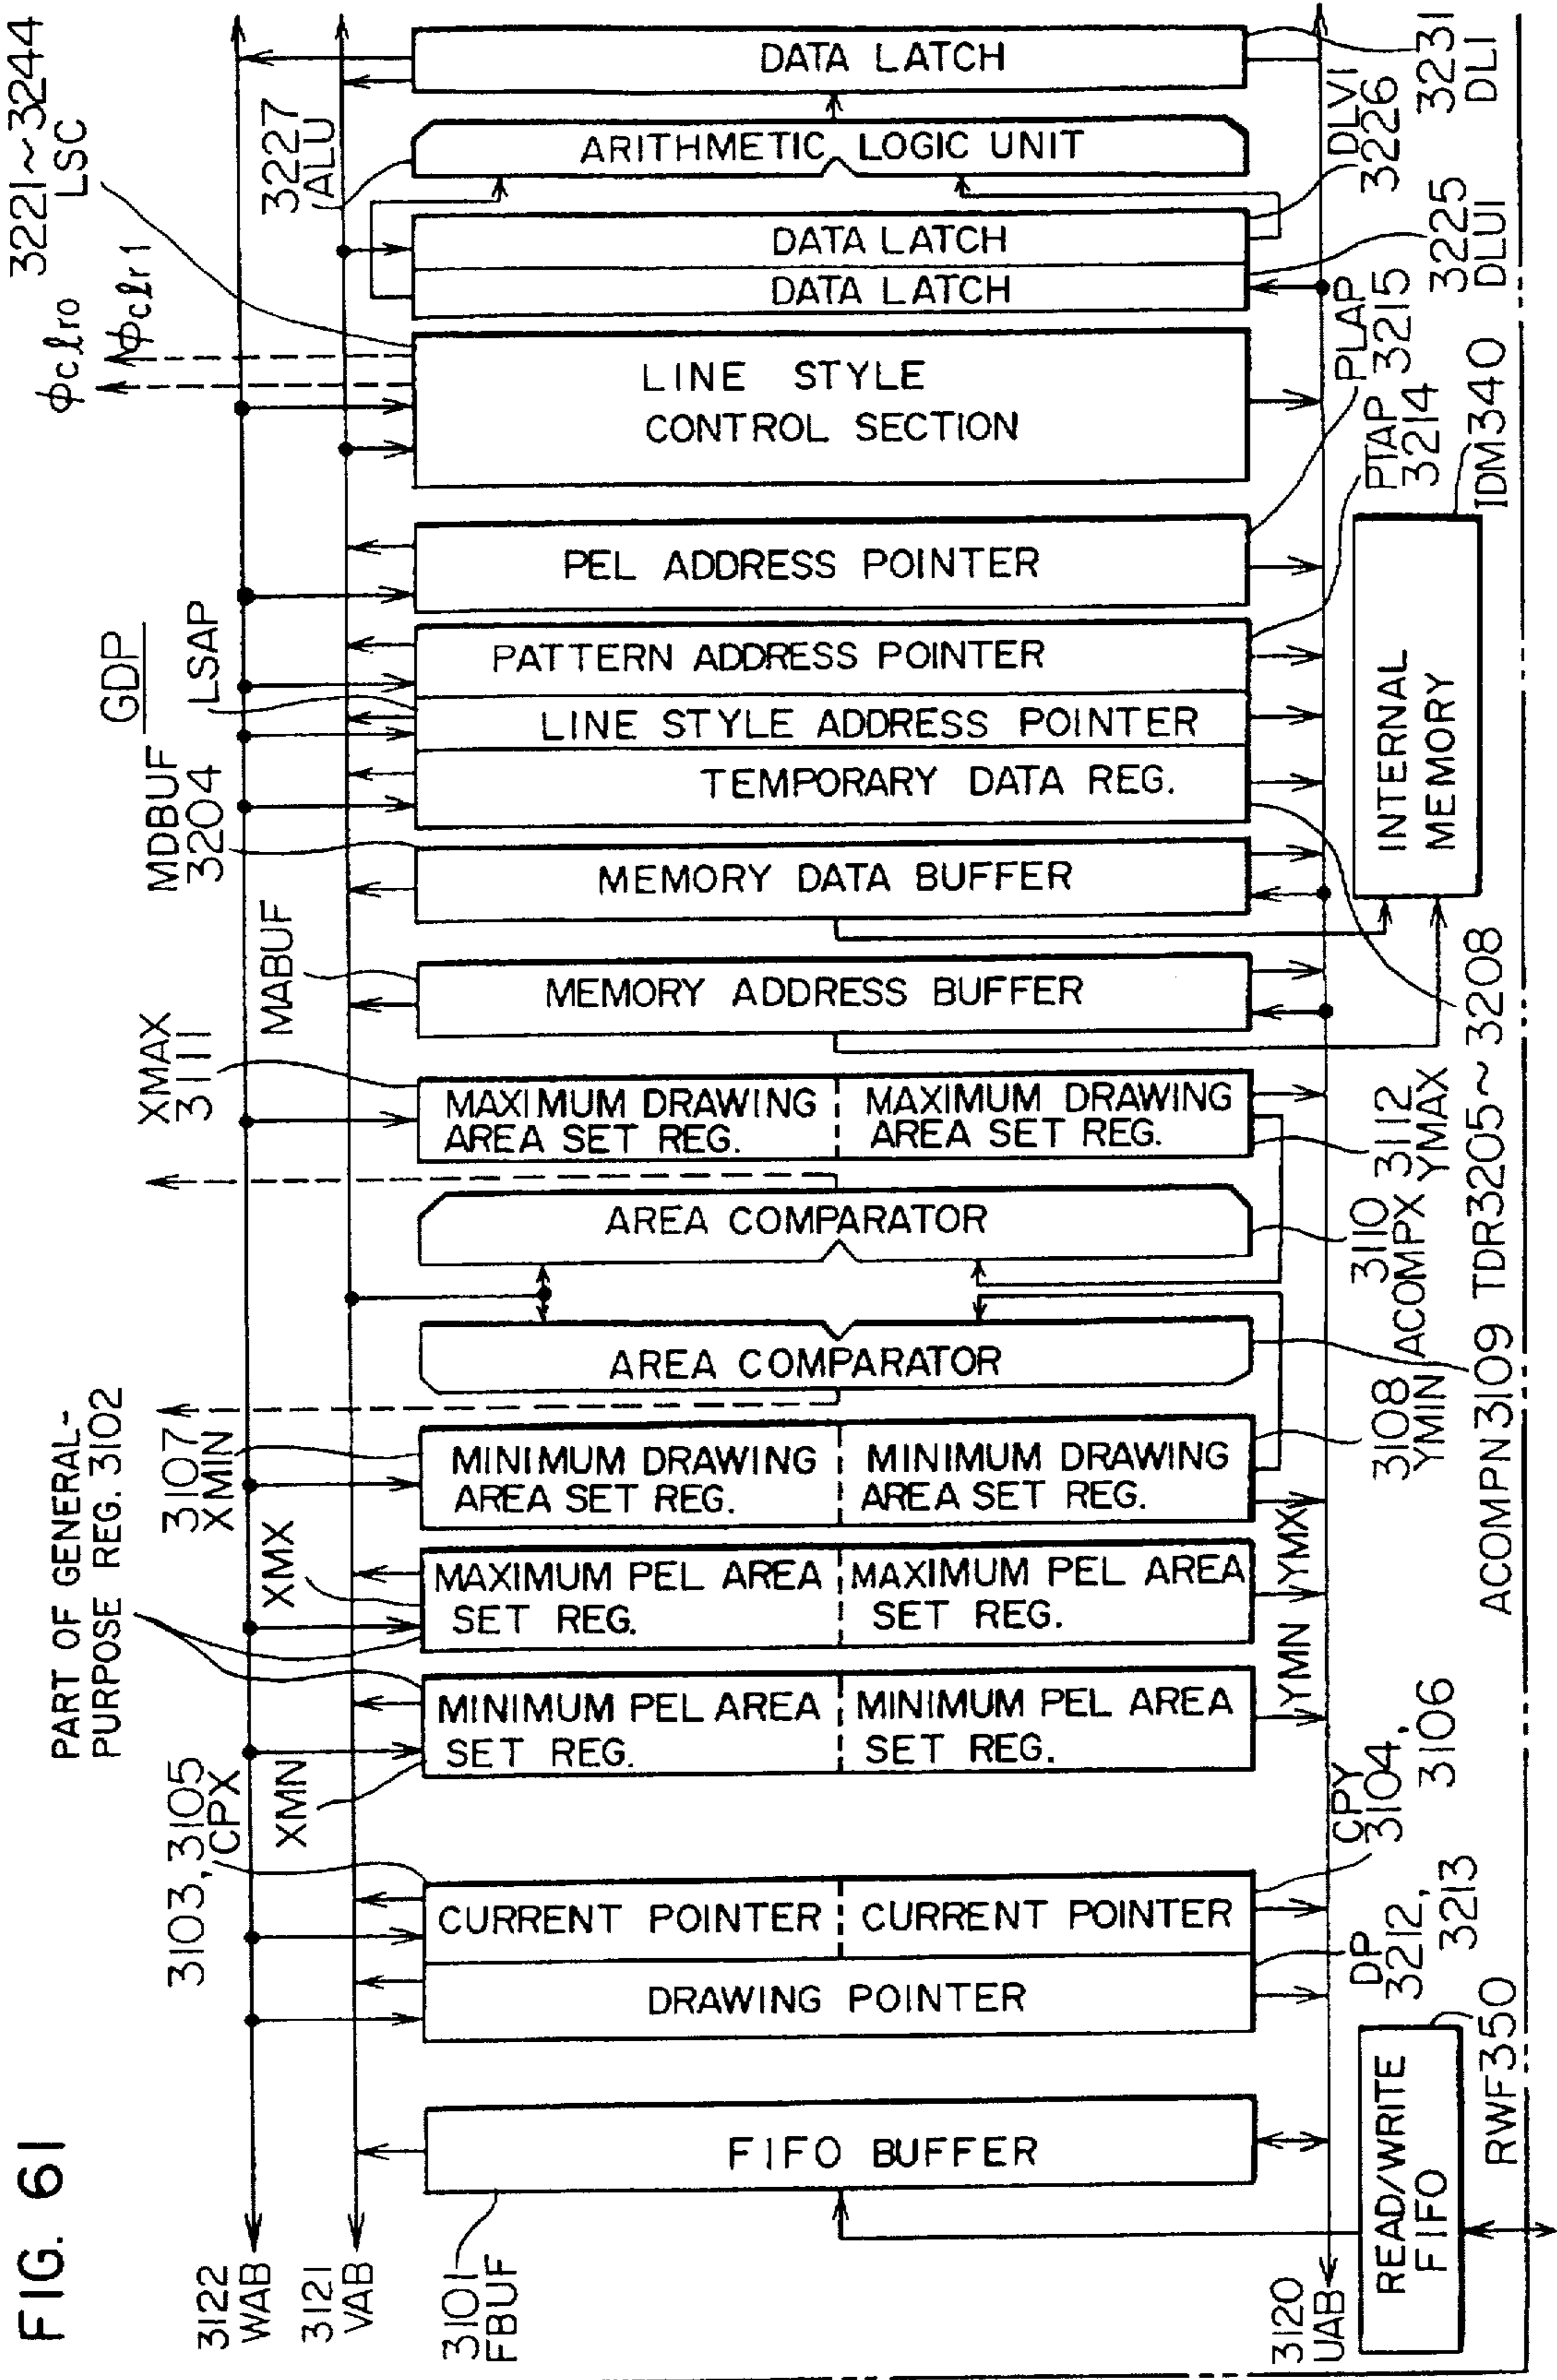 FIG. 61
3122
WAB
3121
VAB
3101
FBUF
3120
UAB
READ/WRITE
FIFO
RWF350
FIFO BUFFER
3103, 3105
CPX
CURRENT POINTER
CURRENT POINTER
DRAWING POINTER
CPY
3104,
3106
DP
3212,
3213
PART OF GENERAL-
PURPOSE REG. 3102
XMN
MINIMUM PEL AREA
SET REG.
MINIMUM PEL AREA
SET REG.
YMN
XMX
MAXIMUM PEL AREA
SET REG.
MAXIMUM PEL AREA
SET REG.
YMX
3107
XMIN
MINIMUM DRAWING
AREA SET REG.
MINIMUM DRAWING
AREA SET REG.
3108
YMIN
AREA COMPARATOR
ACOMPN3109
AREA COMPARATOR
3110
ACOMPX
XMAX
3111
MAXIMUM DRAWING
AREA SET REG.
MAXIMUM DRAWING
AREA SET REG.
3112
YMAX
MABUF
MEMORY ADDRESS BUFFER
MDBUF
3204
MEMORY DATA BUFFER
TDR3205~3208
INTERNAL
MEMORY
IDM340
GDP
LSAP
TEMPORARY DATA REG.
LINE STYLE ADDRESS POINTER
PATTERN ADDRESS POINTER
PTAP
3214
PEL ADDRESS POINTER
PLAP
3215
3221~3244
LSC
ϕclr0
ϕclr1
LINE STYLE
CONTROL SECTION
DATA LATCH
3225
DLU1
DATA LATCH
DLV1
3226
3227
ALU
ARITHMETIC LOGIC UNIT
DATA LATCH
3231
DL1